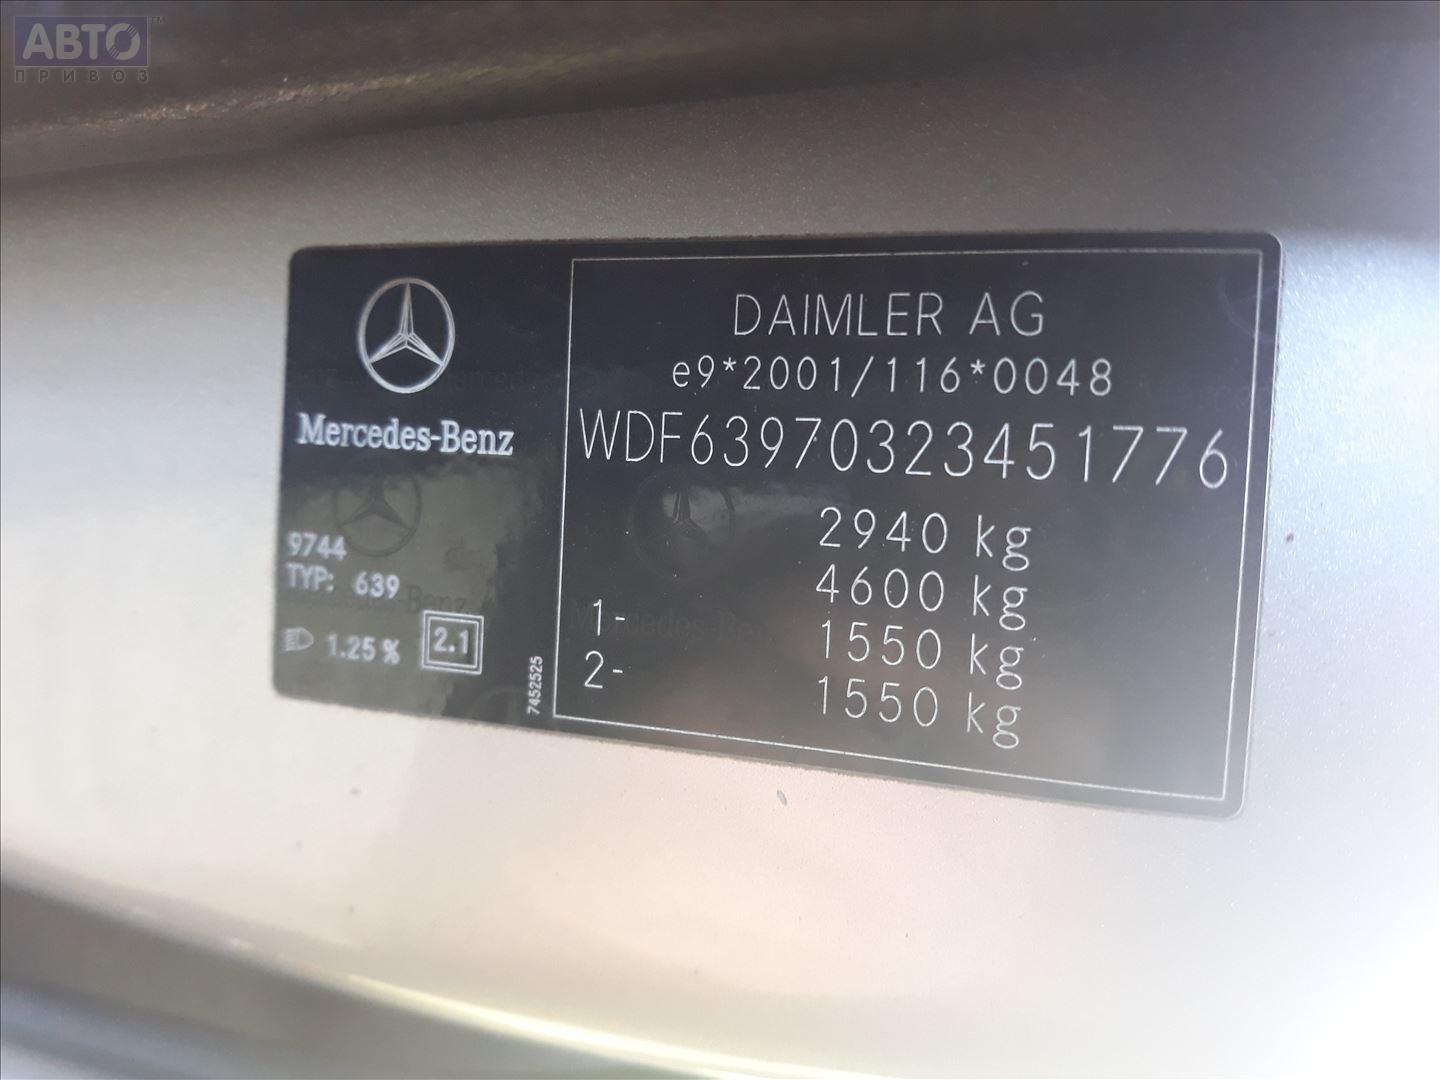 АВТО™
ПРИВОЗ
DAIMLER AG
e9*2001/116*0048
WDF63970323451776
2940 kg
4600 kg
1- 1550 kg
2- 1550 kg
Mercedes-Benz
9744
TYP: 639
1.25 % 2.1
7452525